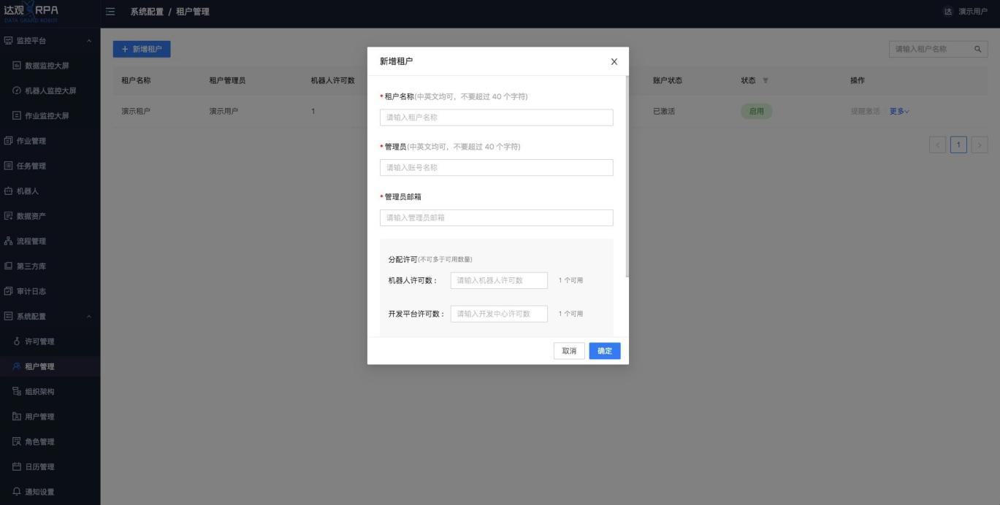 达观 RPA
DATA GRAND ROBOT
系统配置 / 租户管理
达 演示用户
监控平台
数据监控大屏
机器人监控大屏
作业监控大屏
作业管理
任务管理
机器人
数据资产
流程管理
第三方库
审计日志
系统配置
许可管理
租户管理
组织架构
用户管理
角色管理
日历管理
通知设置
+ 新增租户
请输入租户名称
租户名称 租户管理员 机器人许可数 账户状态 状态 操作
演示租户 演示用户 1 已激活 启用 提醒激活 更多
< 1 >
新增租户 X
*租户名称(中英文均可，不要超过 40 个字符)
请输入租户名称
*管理员(中英文均可，不要超过 40 个字符)
请输入账号名称
*管理员邮箱
请输入管理员邮箱
分配许可(不可多于可用数量)
机器人许可数： 请输入机器人许可数 1 个可用
开发平台许可数： 请输入开发中心许可数 1 个可用
取消 确定